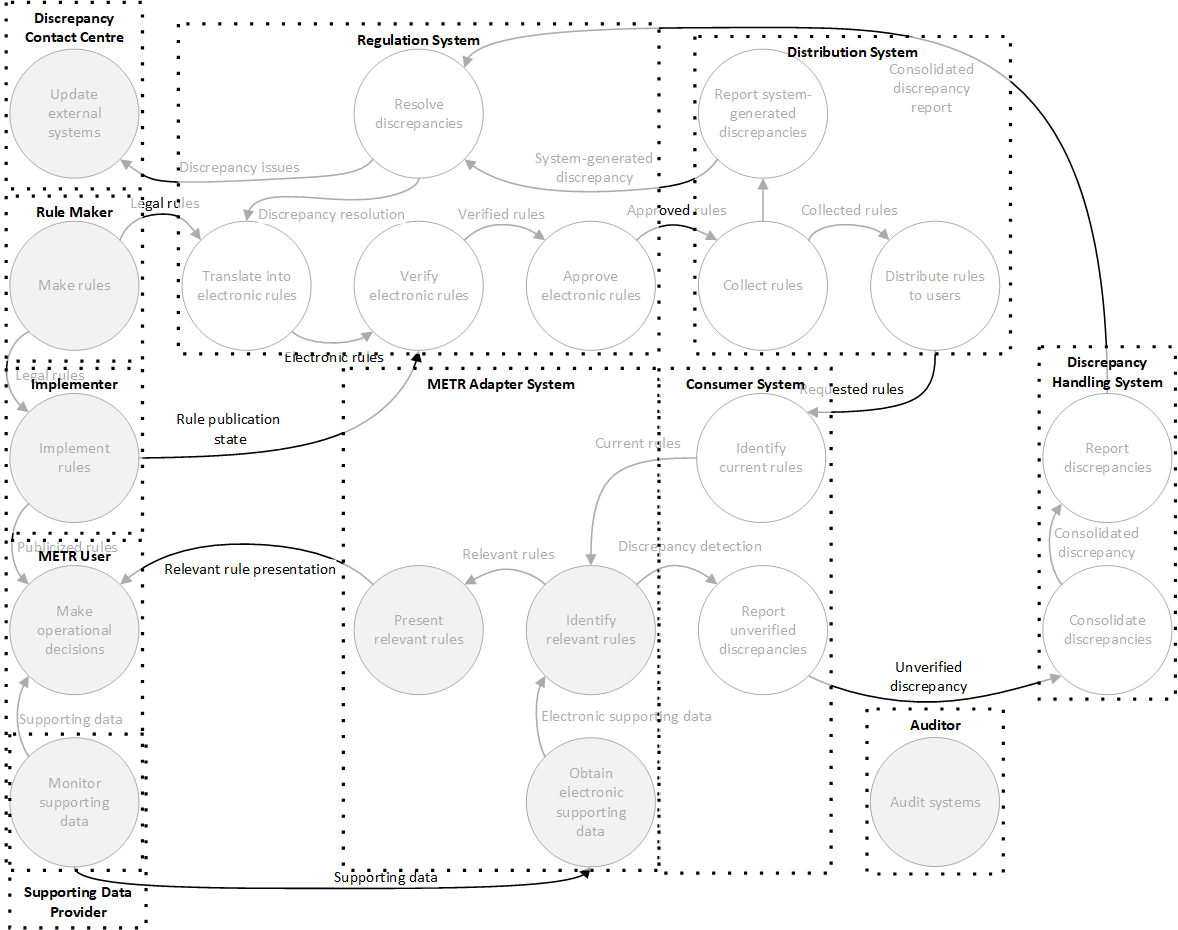 Discrepancy
Contact Centre
Update
external
systems
Regulation System
Resolve
discrepancies
Distribution System
Report system-
generated
discrepancies
Consolidated
discrepancy
report
Discrepancy issues
System-generated
discrepancy
Rule Maker
Make rules
Legal rules
Discrepancy resolution
Verified rules
Approved rules
Collected rules
Translate into
electronic rules
Verify
electronic rules
Approve
electronic rules
Collect rules
Distribute rules
to users
Electronic rules
Legal rules
Implementer
Implement
rules
Rule publication
state
METR Adapter System
Consumer System
Requested rules
Identify
current rules
Current rules
Discrepancy
Handling System
Report
discrepancies
Consolidated
discrepancy
Consolidate
discrepancies
Publicized rules
METR User
Make
operational
decisions
Relevant rule presentation
Relevant rules
Discrepancy detection
Present
relevant rules
Identify
relevant rules
Report
unverified
discrepancies
Unverified
discrepancy
Supporting data
Electronic supporting data
Monitor
supporting
data
Obtain
electronic
supporting
data
Auditor
Audit systems
Supporting data
Supporting Data
Provider